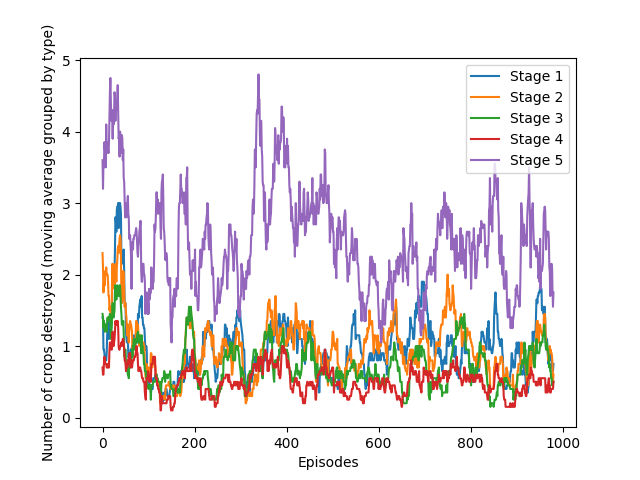 Number of crops destroyed (moving average grouped by type)
5
4
3
2
1
0
Stage 1
Stage 2
Stage 3
Stage 4
Stage 5
0 200 400 600 800 1000
Episodes